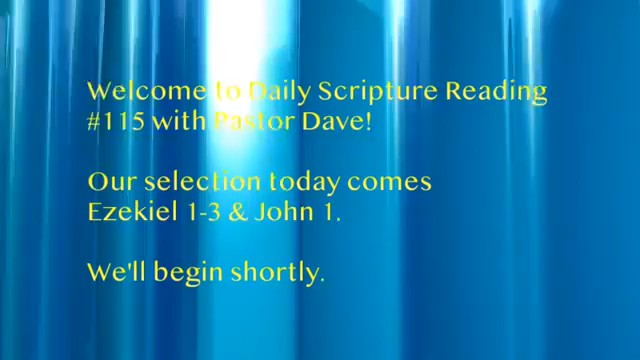 Welcome to Daily Scripture Reading
#115 with Pastor Dave!
Our selection today comes
Ezekiel 1-3 & John 1.
We'll begin shortly.